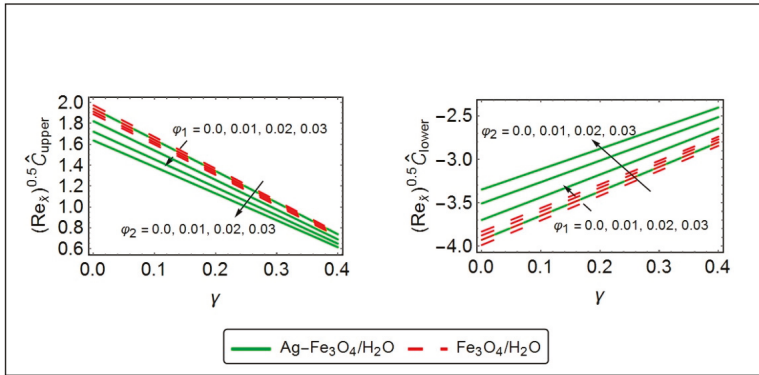 2.0
1.8
1.6
1.4
1.2
1.0
0.8
0.6
(Re_x̄)^0.5 Ĉ_upper
φ1 = 0.0, 0.01, 0.02, 0.03
φ2 = 0.0, 0.01, 0.02, 0.03
0.0 0.1 0.2 0.3 0.4
γ
−2.5
−3.0
−3.5
−4.0
(Re_x̄)^0.5 Ĉ_lower
φ2 = 0.0, 0.01, 0.02, 0.03
φ1 = 0.0, 0.01, 0.02, 0.03
0.0 0.1 0.2 0.3 0.4
γ
Ag–Fe3O4/H2O Fe3O4/H2O